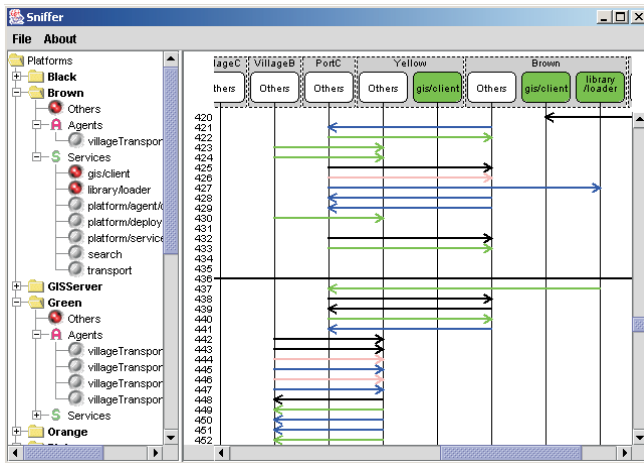 Sniffer
File About
Platforms
Black
Brown
Others
Agents
villageTranspor
Services
gis/client
library/loader
platform/agent/
platform/deploy
platform/service
search
transport
GISServer
Green
Others
Agents
villageTranspor
villageTranspor
villageTranspor
villageTranspor
Services
Orange
lageC VillageB PortC Yellow Brown
thers Others Others Others gis/client Others gis/client library
/loader
420
421
422
423
424
425
426
427
428
429
430
431
432
433
434
435
436
437
438
439
440
441
442
443
444
445
446
447
448
449
450
451
452